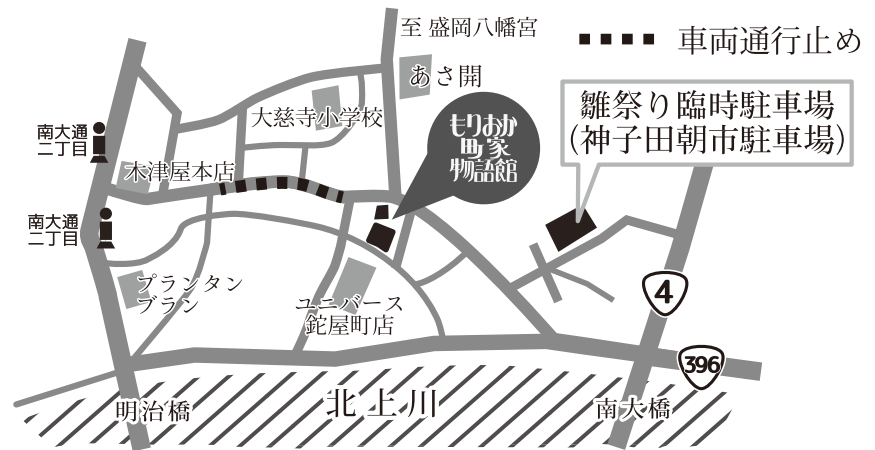 至 盛岡八幡宮
車両通行止め
あさ開
雛祭り臨時駐車場
(神子田朝市駐車場)
大慈寺小学校
もりおか
町家
物語館
南大通
二丁目
木津屋本店
南大通
二丁目
プランタン
ブラン
ユニバース
鉈屋町店
4
396
北上川
明治橋
南大橋